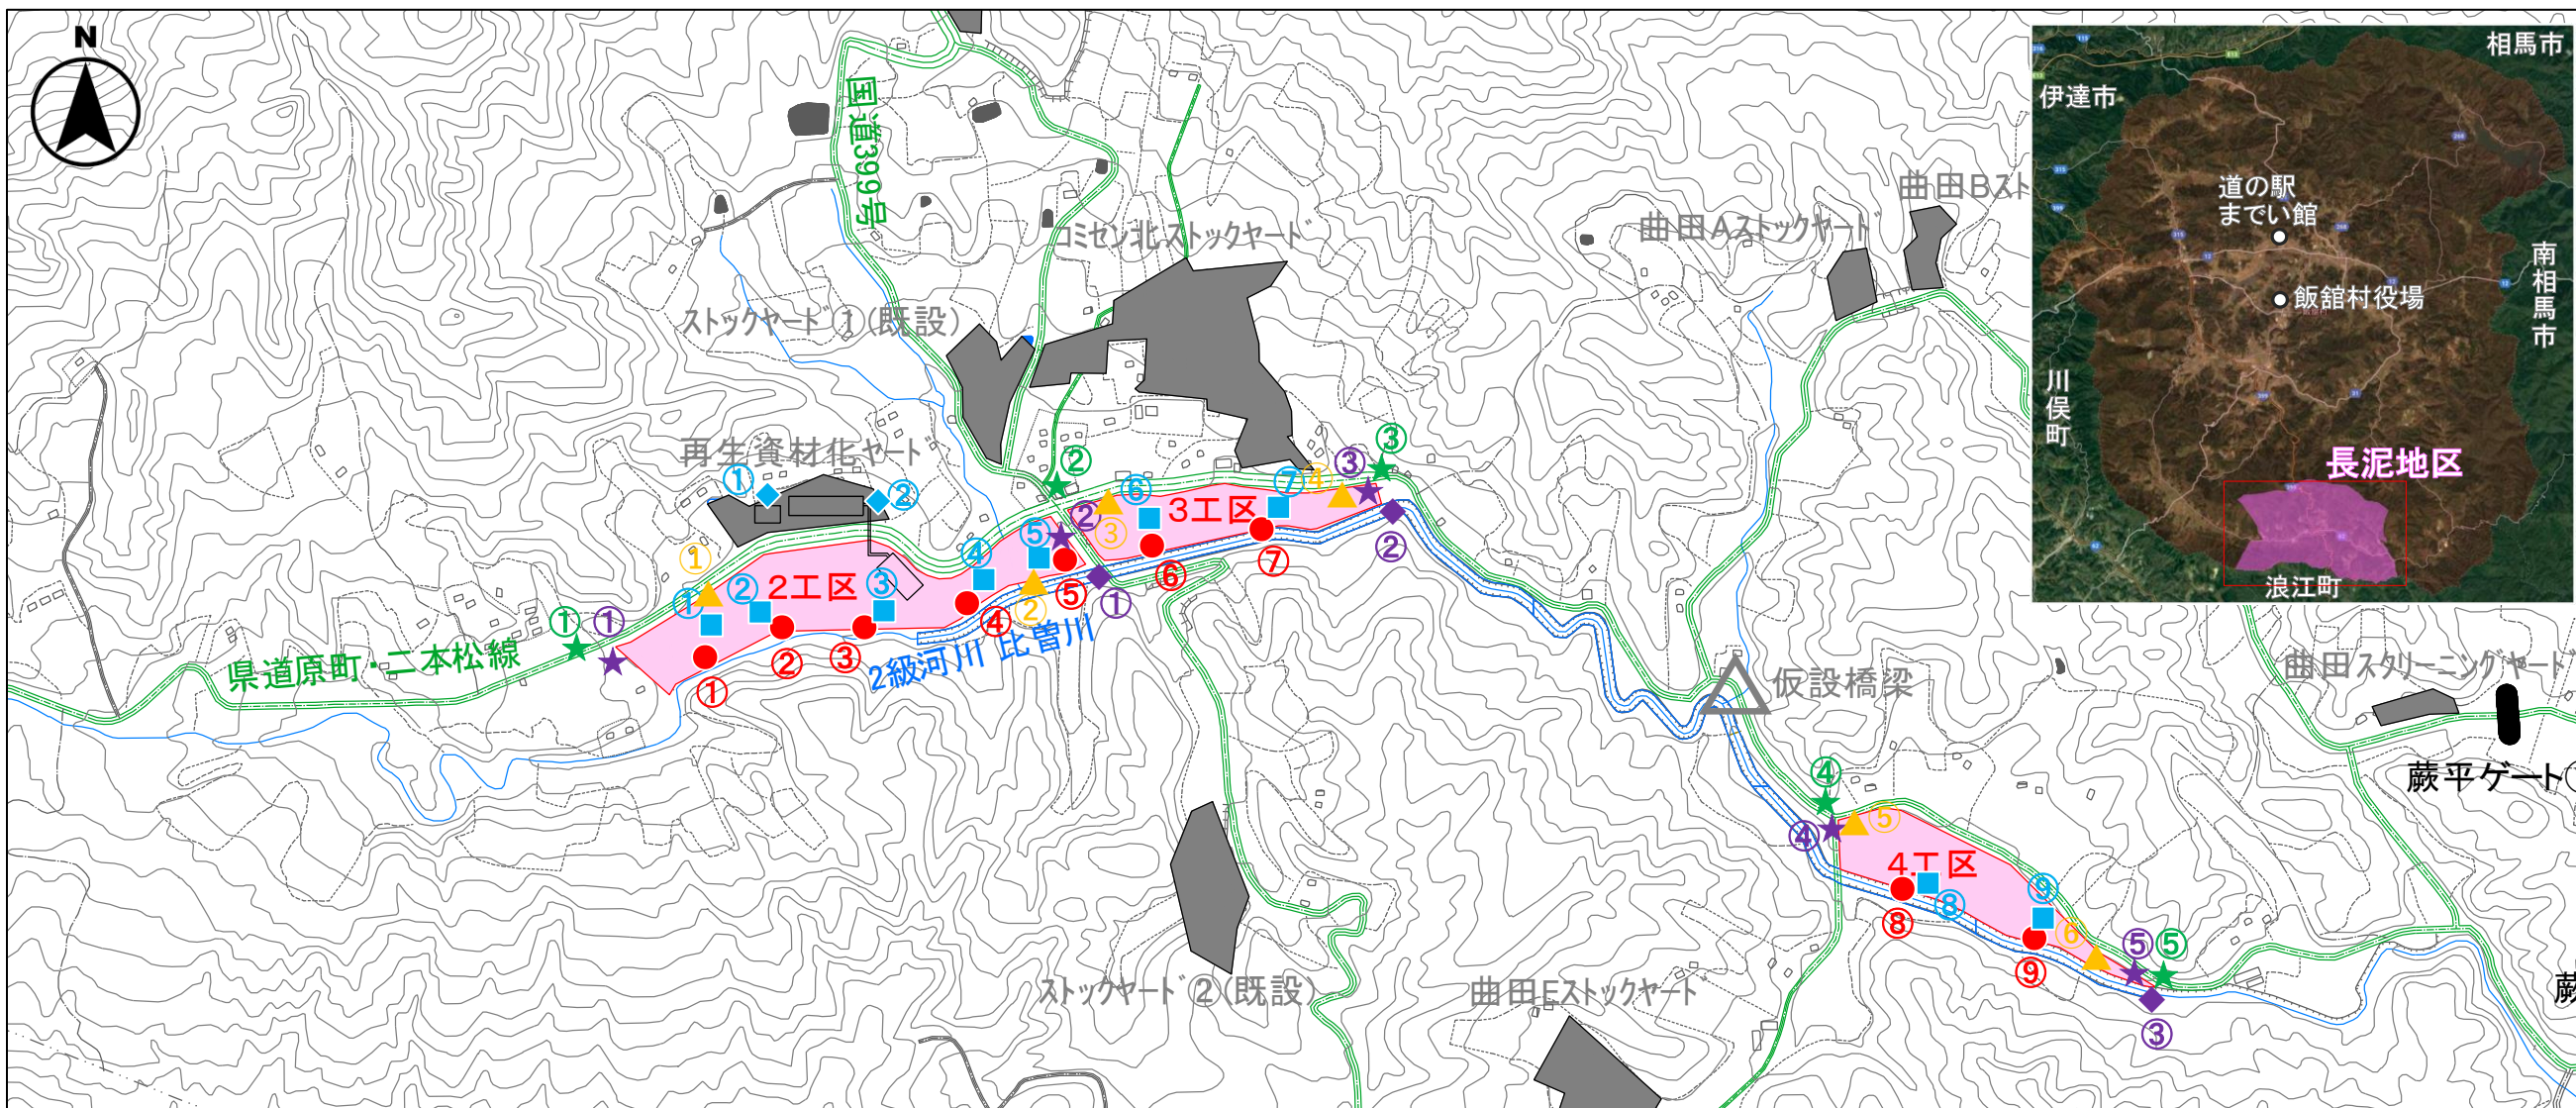 N
国道399号
コミセン北ストックヤード
曲田Aストックヤード
曲田Bスト
ストックヤード①(既設)
再生資材化ヤード
①
②
②
③
③
⑦
④
⑥
②
③
3工区
①
①
②
2工区
③
④
⑤
②
⑤
⑥
⑦
②
①
①
①
県道原町・二本松線
①
②
③
④
2級河川 比曽川
仮設橋梁
曲田スクリーニングヤード
蕨平ゲート
④
④
⑤
4工区
⑧
⑧
⑨
⑥
⑨
⑤
⑤
③
ストックヤード②(既設)
曲田Eストックヤード
蕨
相馬市
伊達市
道の駅
までい館
南相馬市
飯舘村役場
川俣町
長泥地区
浪江町